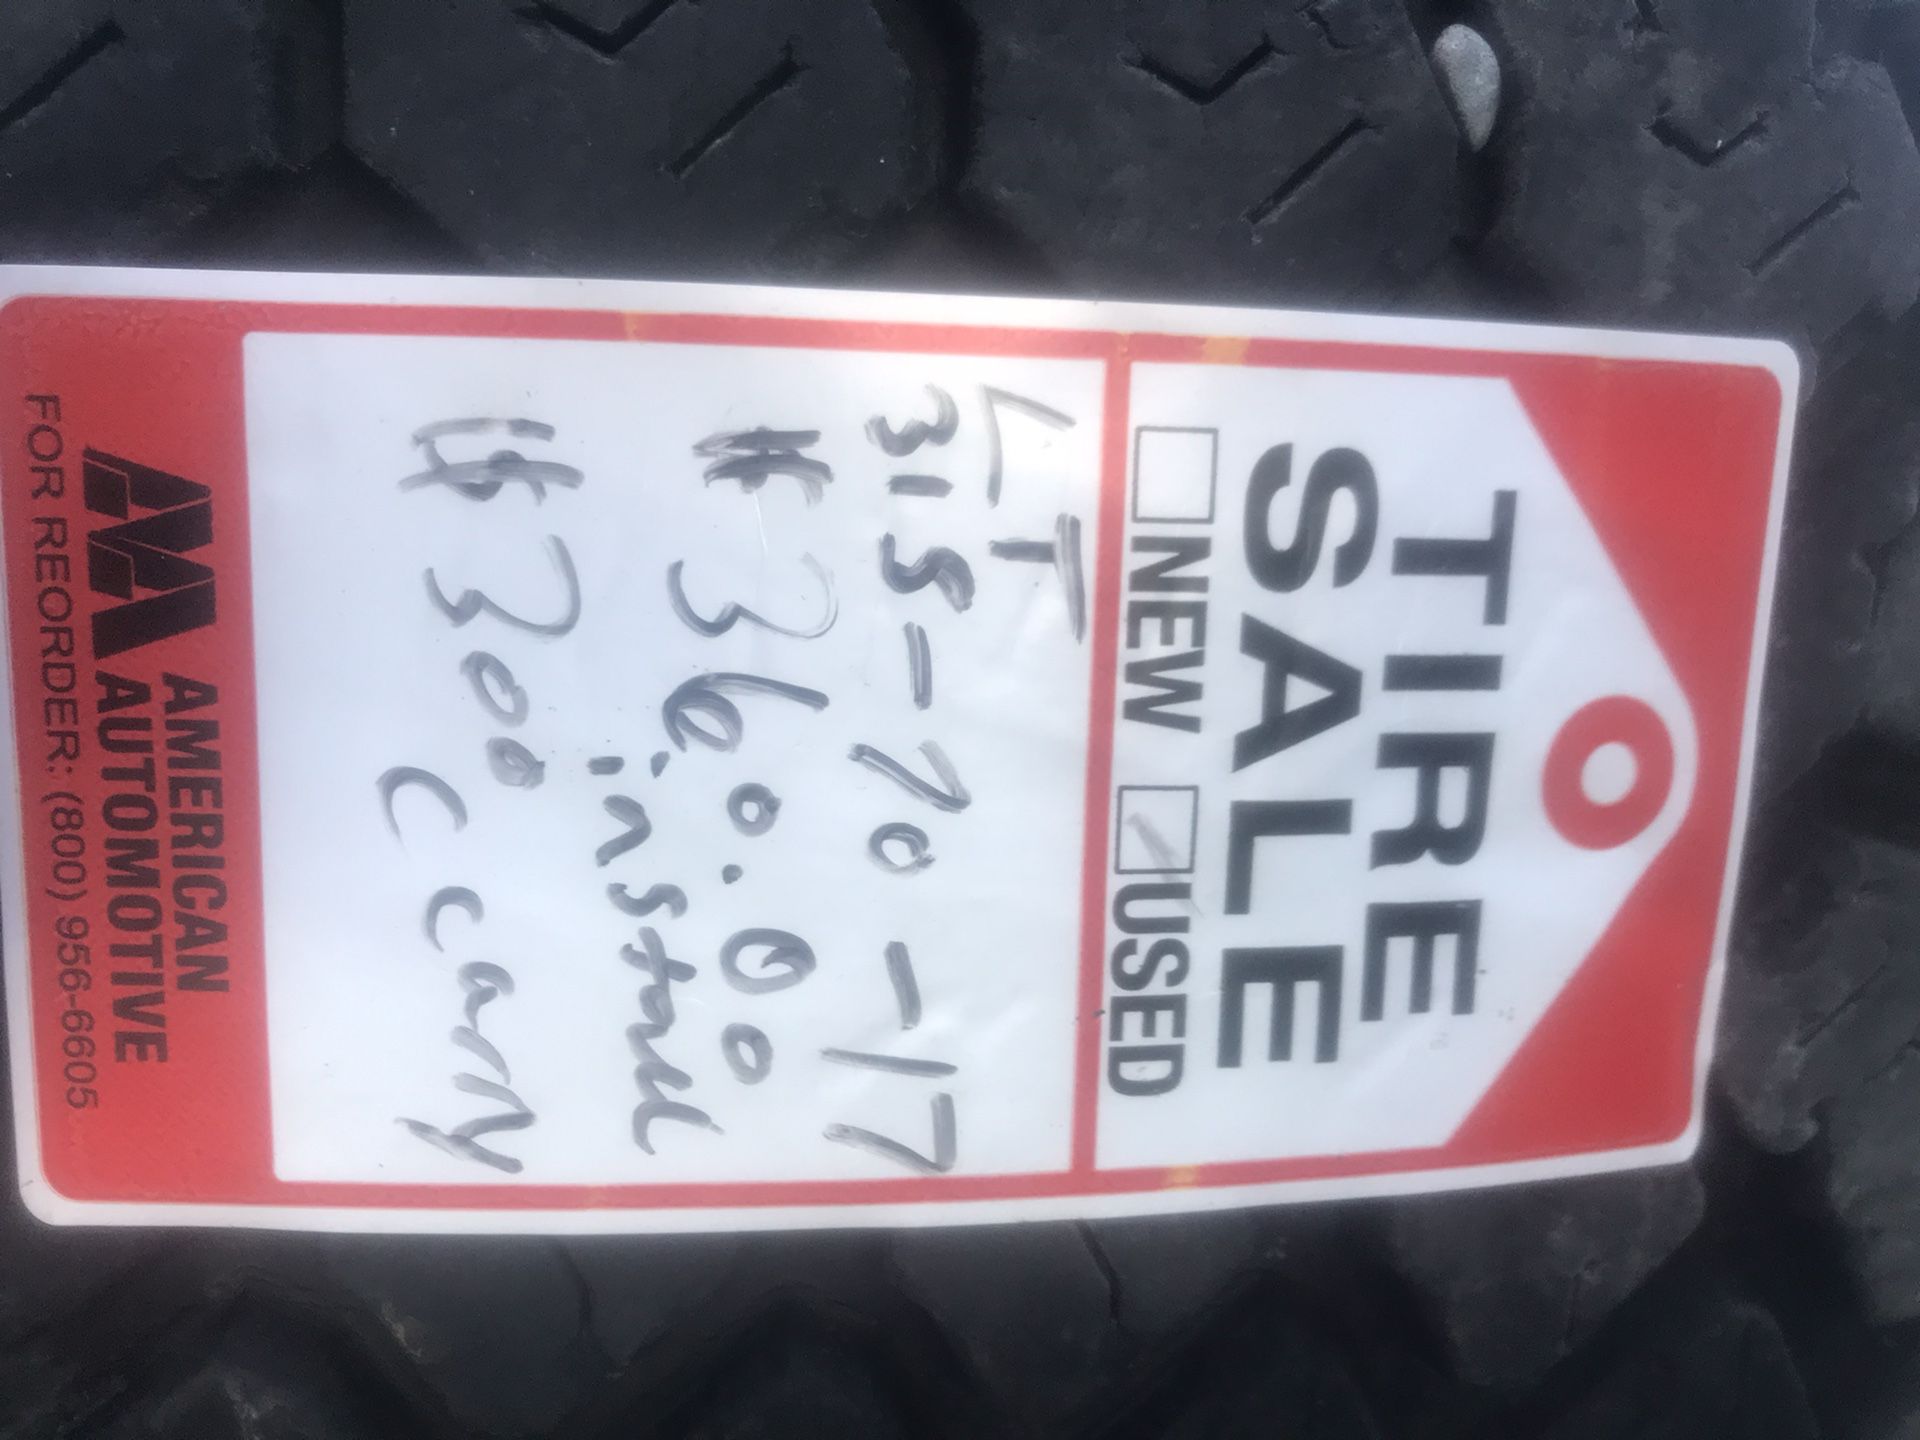 TIRE
SALE
NEW USED
LT
315-70-17
$360.00
install
$300 Carry
AMERICAN
AUTOMOTIVE
FOR REORDER: (800) 956-6605